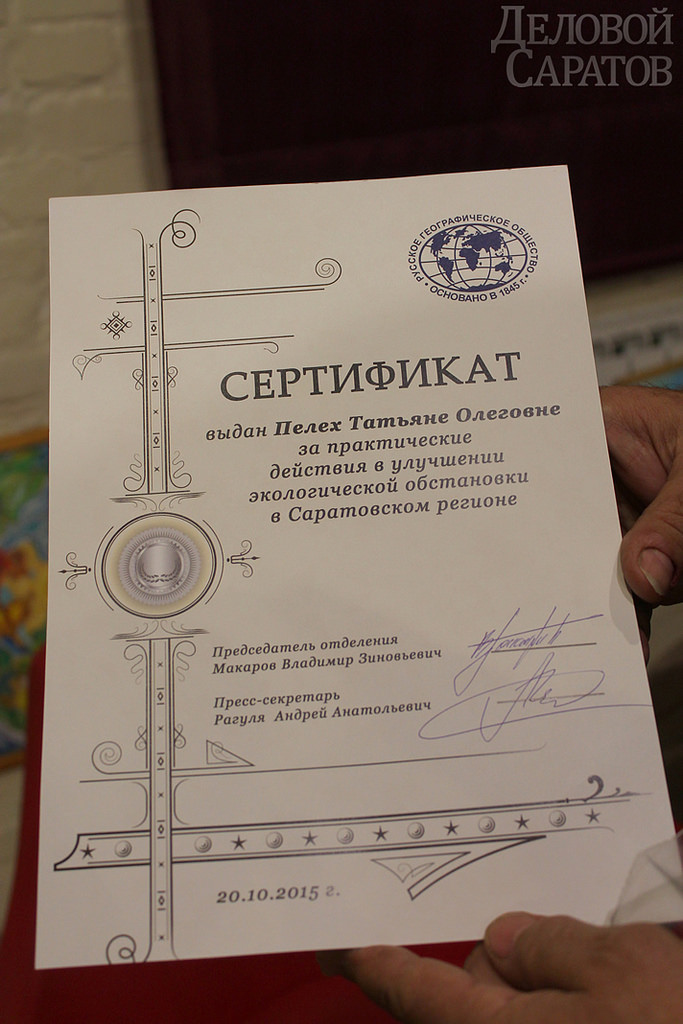 ДЕЛОВОЙ
САРАТОВ
РУССКОЕ ГЕОГРАФИЧЕСКОЕ ОБЩЕСТВО
• ОСНОВАНО В 1845 г. •
СЕРТИФИКАТ
выдан Пелех Татьяне Олеговне
за практические
действия в улучшении
экологической обстановки
в Саратовском регионе
Председатель отделения
Макаров Владимир Зиновьевич
Пресс-секретарь
Рагуля Андрей Анатольевич
20.10.2015 г.